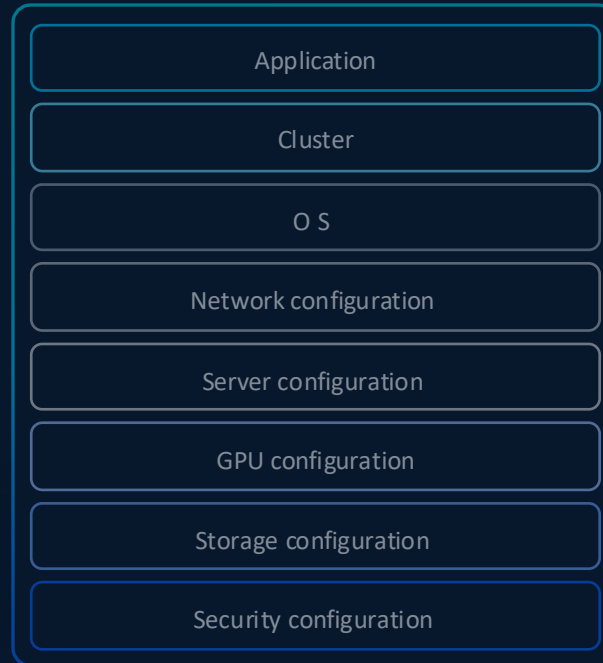 Application
Cluster
O S
Network configuration
Server configuration
GPU configuration
Storage configuration
Security configuration